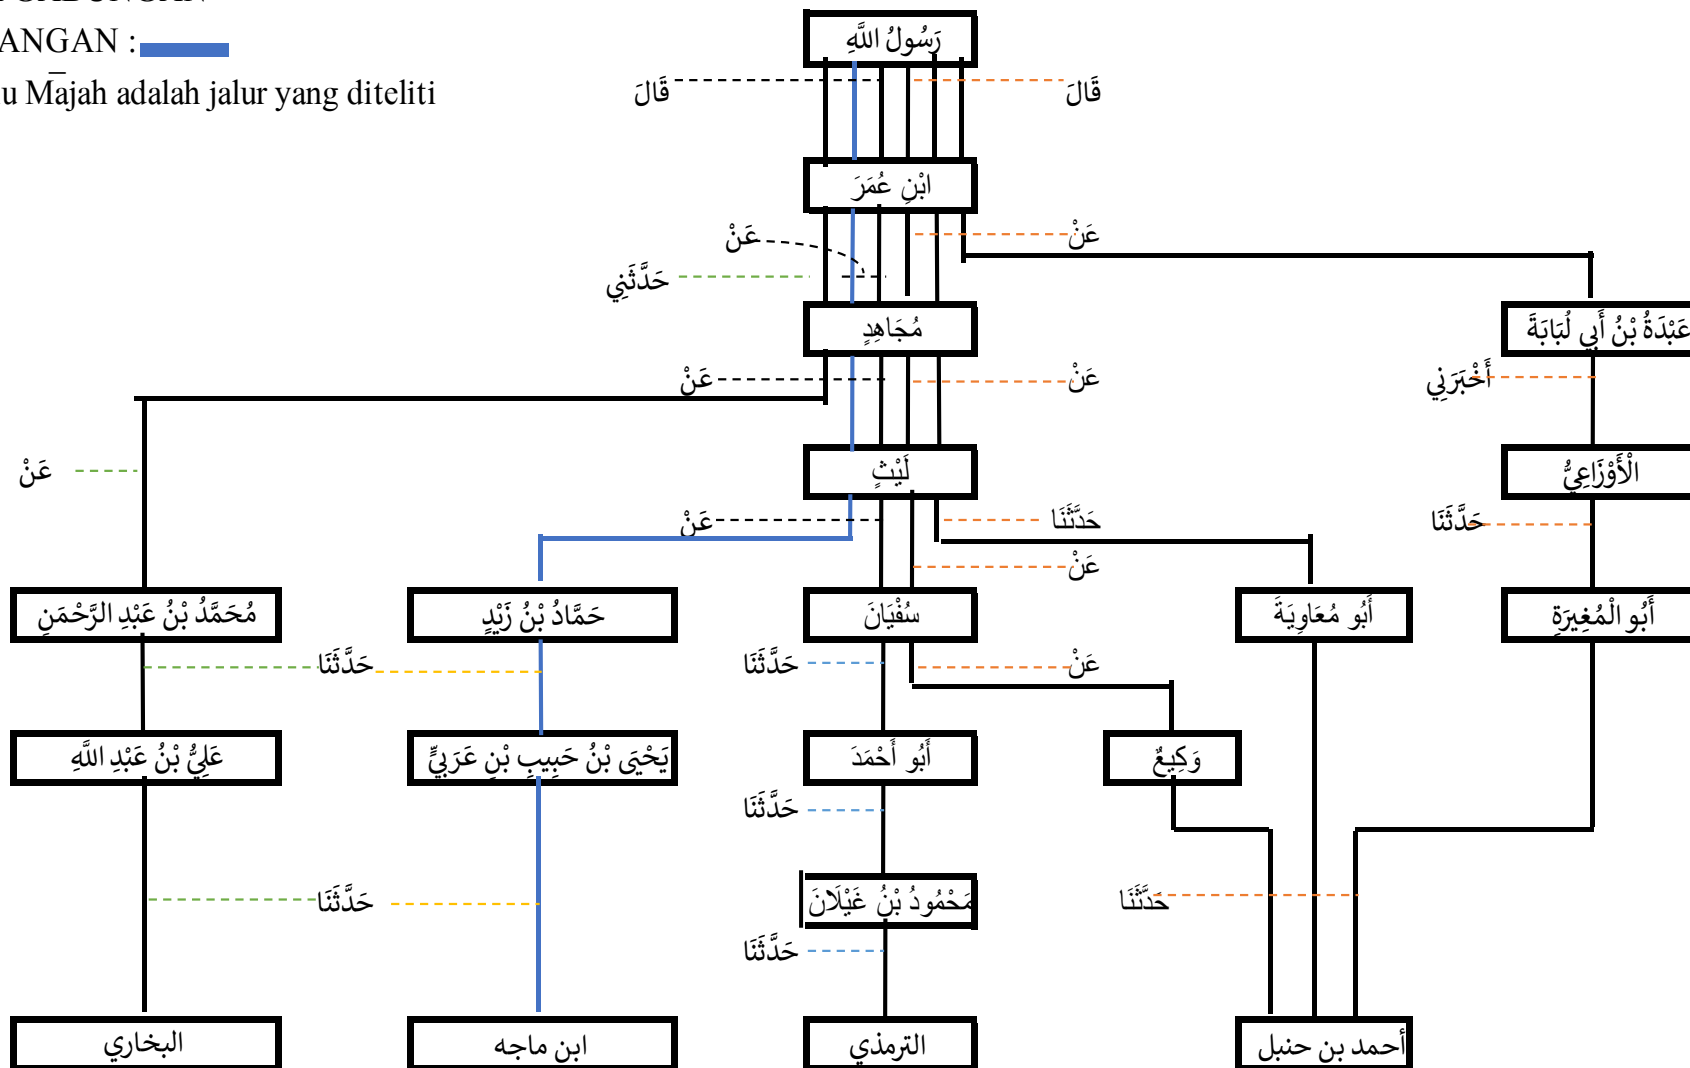 GABUNGAN
ANGAN :
u Mājah adalah jalur yang diteliti
رَسُولُ اللَّهِ
قَالَ
قَالَ
ابْنِ عُمَرَ
عَنْ
عَنْ
حَدَّثَنِي
مُجَاهِدٍ
عَبْدَةُ بْنُ أَبِي لُبَابَةَ
عَنْ
عَنْ
أَخْبَرَنِي
عَنْ
لَيْثٍ
الْأَوْزَاعِيُّ
عَنْ
حَدَّثَنَا
حَدَّثَنَا
عَنْ
مُحَمَّدُ بْنُ عَبْدِ الرَّحْمَنِ
حَمَّادُ بْنُ زَيْدٍ
سُفْيَانَ
أَبُو مُعَاوِيَةَ
أَبُو الْمُغِيرَةِ
حَدَّثَنَا
حَدَّثَنَا
عَنْ
عَلِيُّ بْنُ عَبْدِ اللَّهِ
يَحْيَى بْنُ حَبِيبِ بْنِ عَرَبِيٍّ
أَبُو أَحْمَدَ
وَكِيعٌ
حَدَّثَنَا
حَدَّثَنَا
مَحْمُودُ بْنُ غَيْلَانَ
حَدَّثَنَا
حَدَّثَنَا
البخاري
ابن ماجه
الترمذي
أحمد بن حنبل